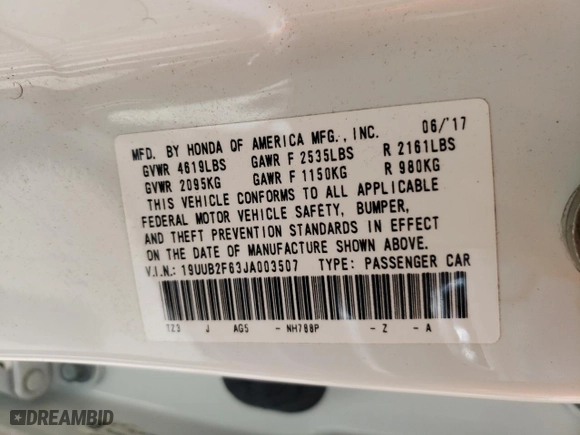 MFD. BY HONDA OF AMERICA MFG., INC. 06/'17
GVWR 4619LBS GAWR F 2535LBS R 2161LBS
GVWR 2095KG GAWR F 1150KG R 980KG
THIS VEHICLE CONFORMS TO ALL APPLICABLE
FEDERAL MOTOR VEHICLE SAFETY, BUMPER,
AND THEFT PREVENTION STANDARDS IN EFFECT
ON THE DATE OF MANUFACTURE SHOWN ABOVE.
V.I.N.: 19UUB2F63JA003507 TYPE: PASSENGER CAR
TZ3 J AG5 - NH788P - Z - A
DREAMBID